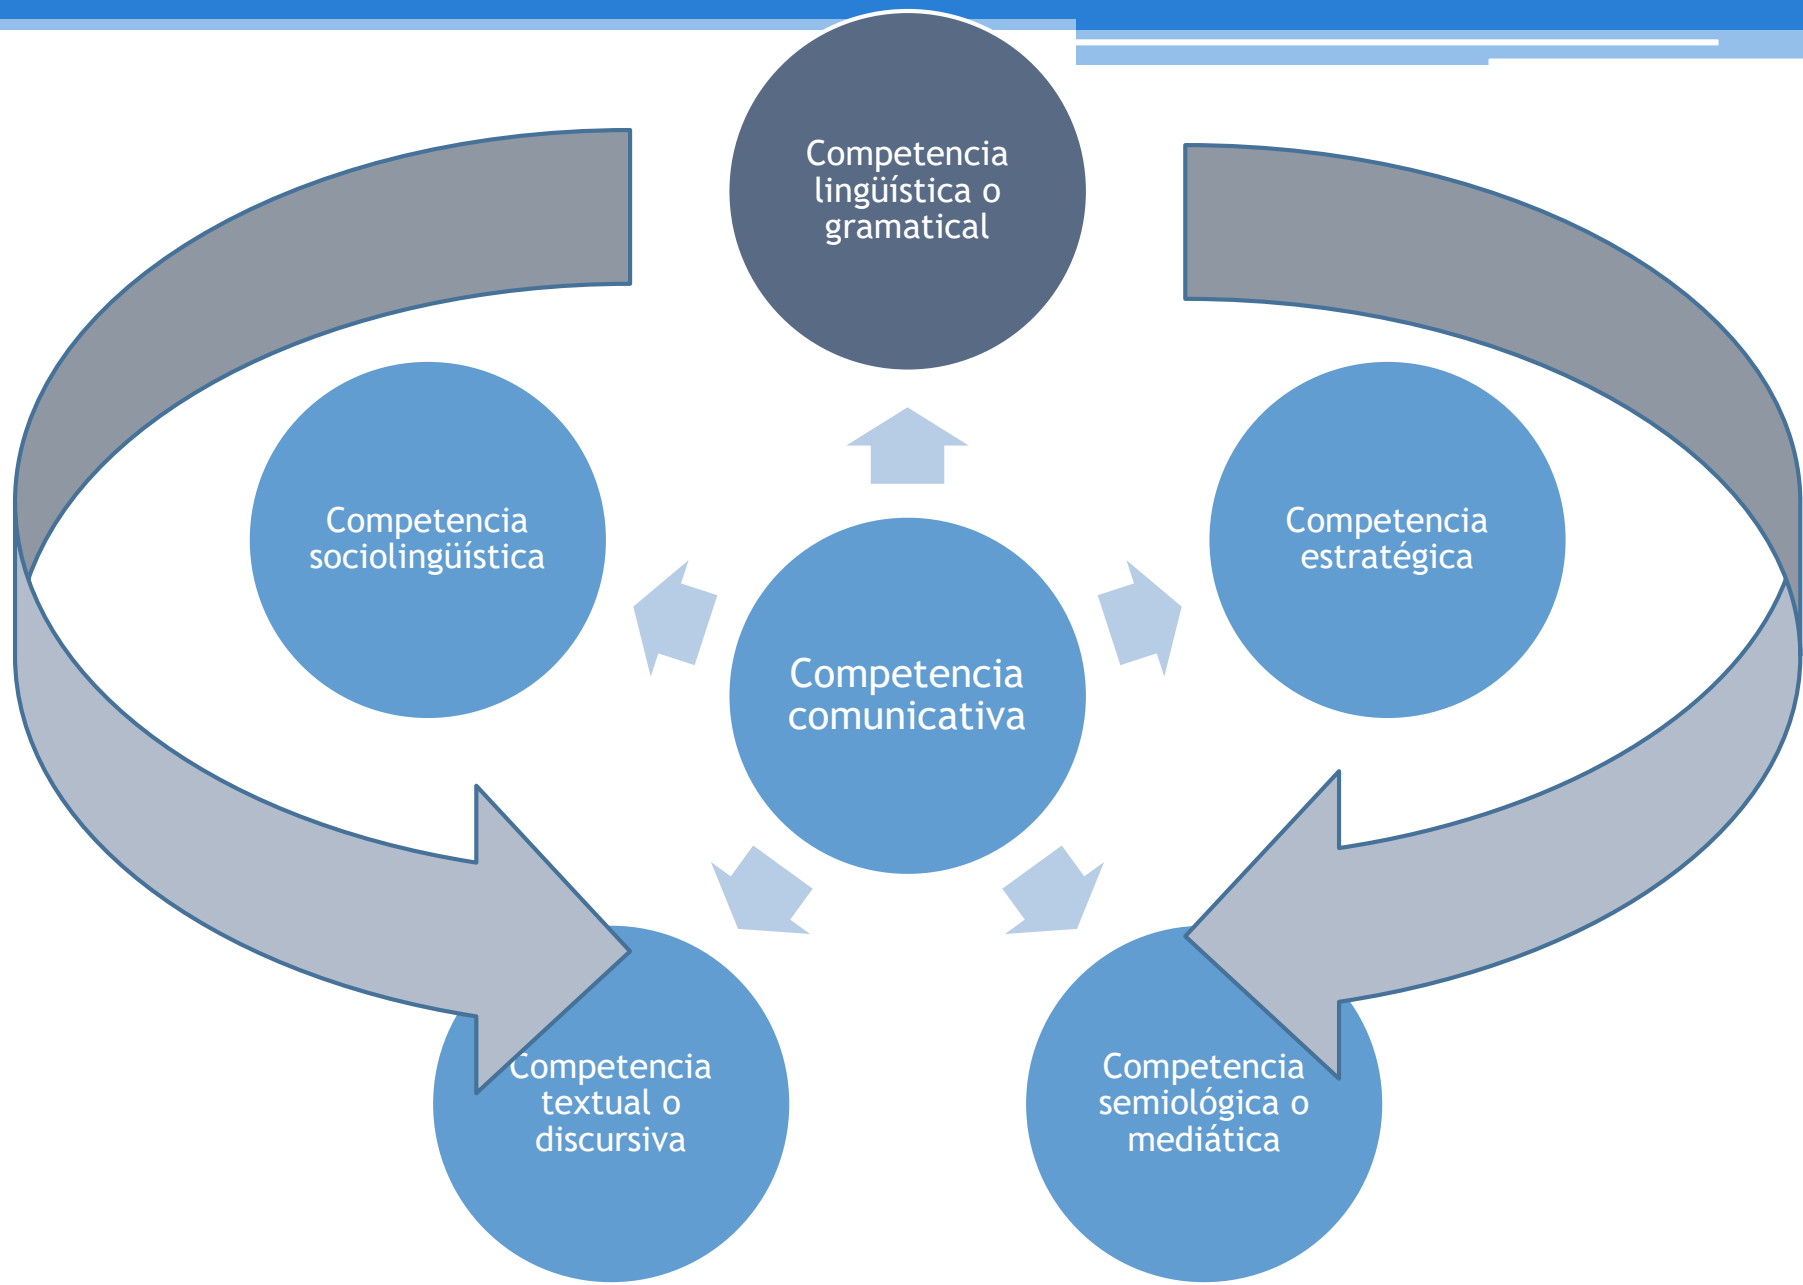 Competencia
lingüística o
gramatical
Competencia
sociolingüística
Competencia
estratégica
Competencia
comunicativa
Competencia
textual o
discursiva
Competencia
semiológica o
mediática